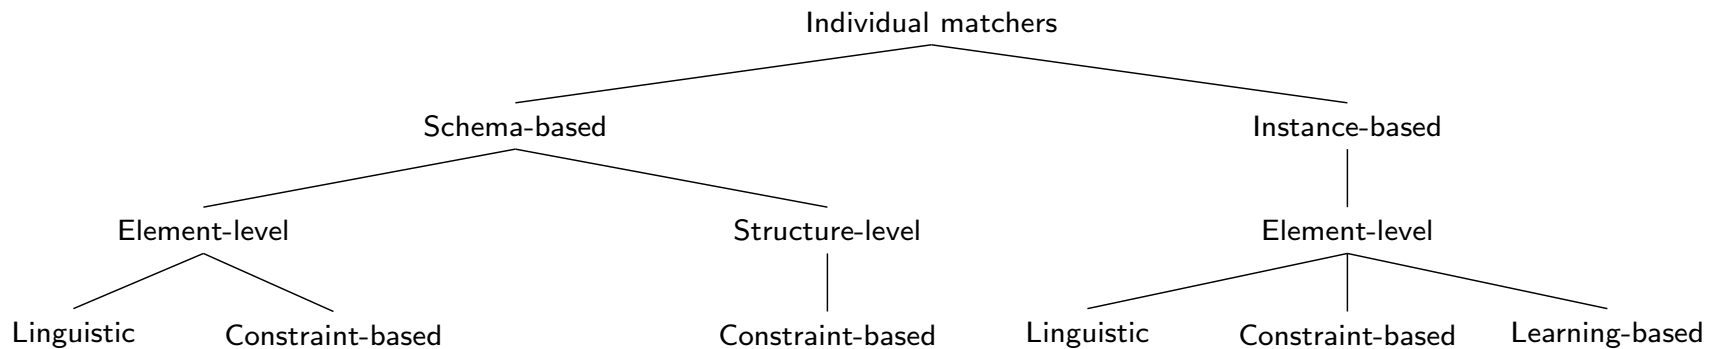 Individual matchers
Schema-based Instance-based
Element-level Structure-level Element-level
Linguistic Constraint-based Constraint-based Linguistic Constraint-based Learning-based